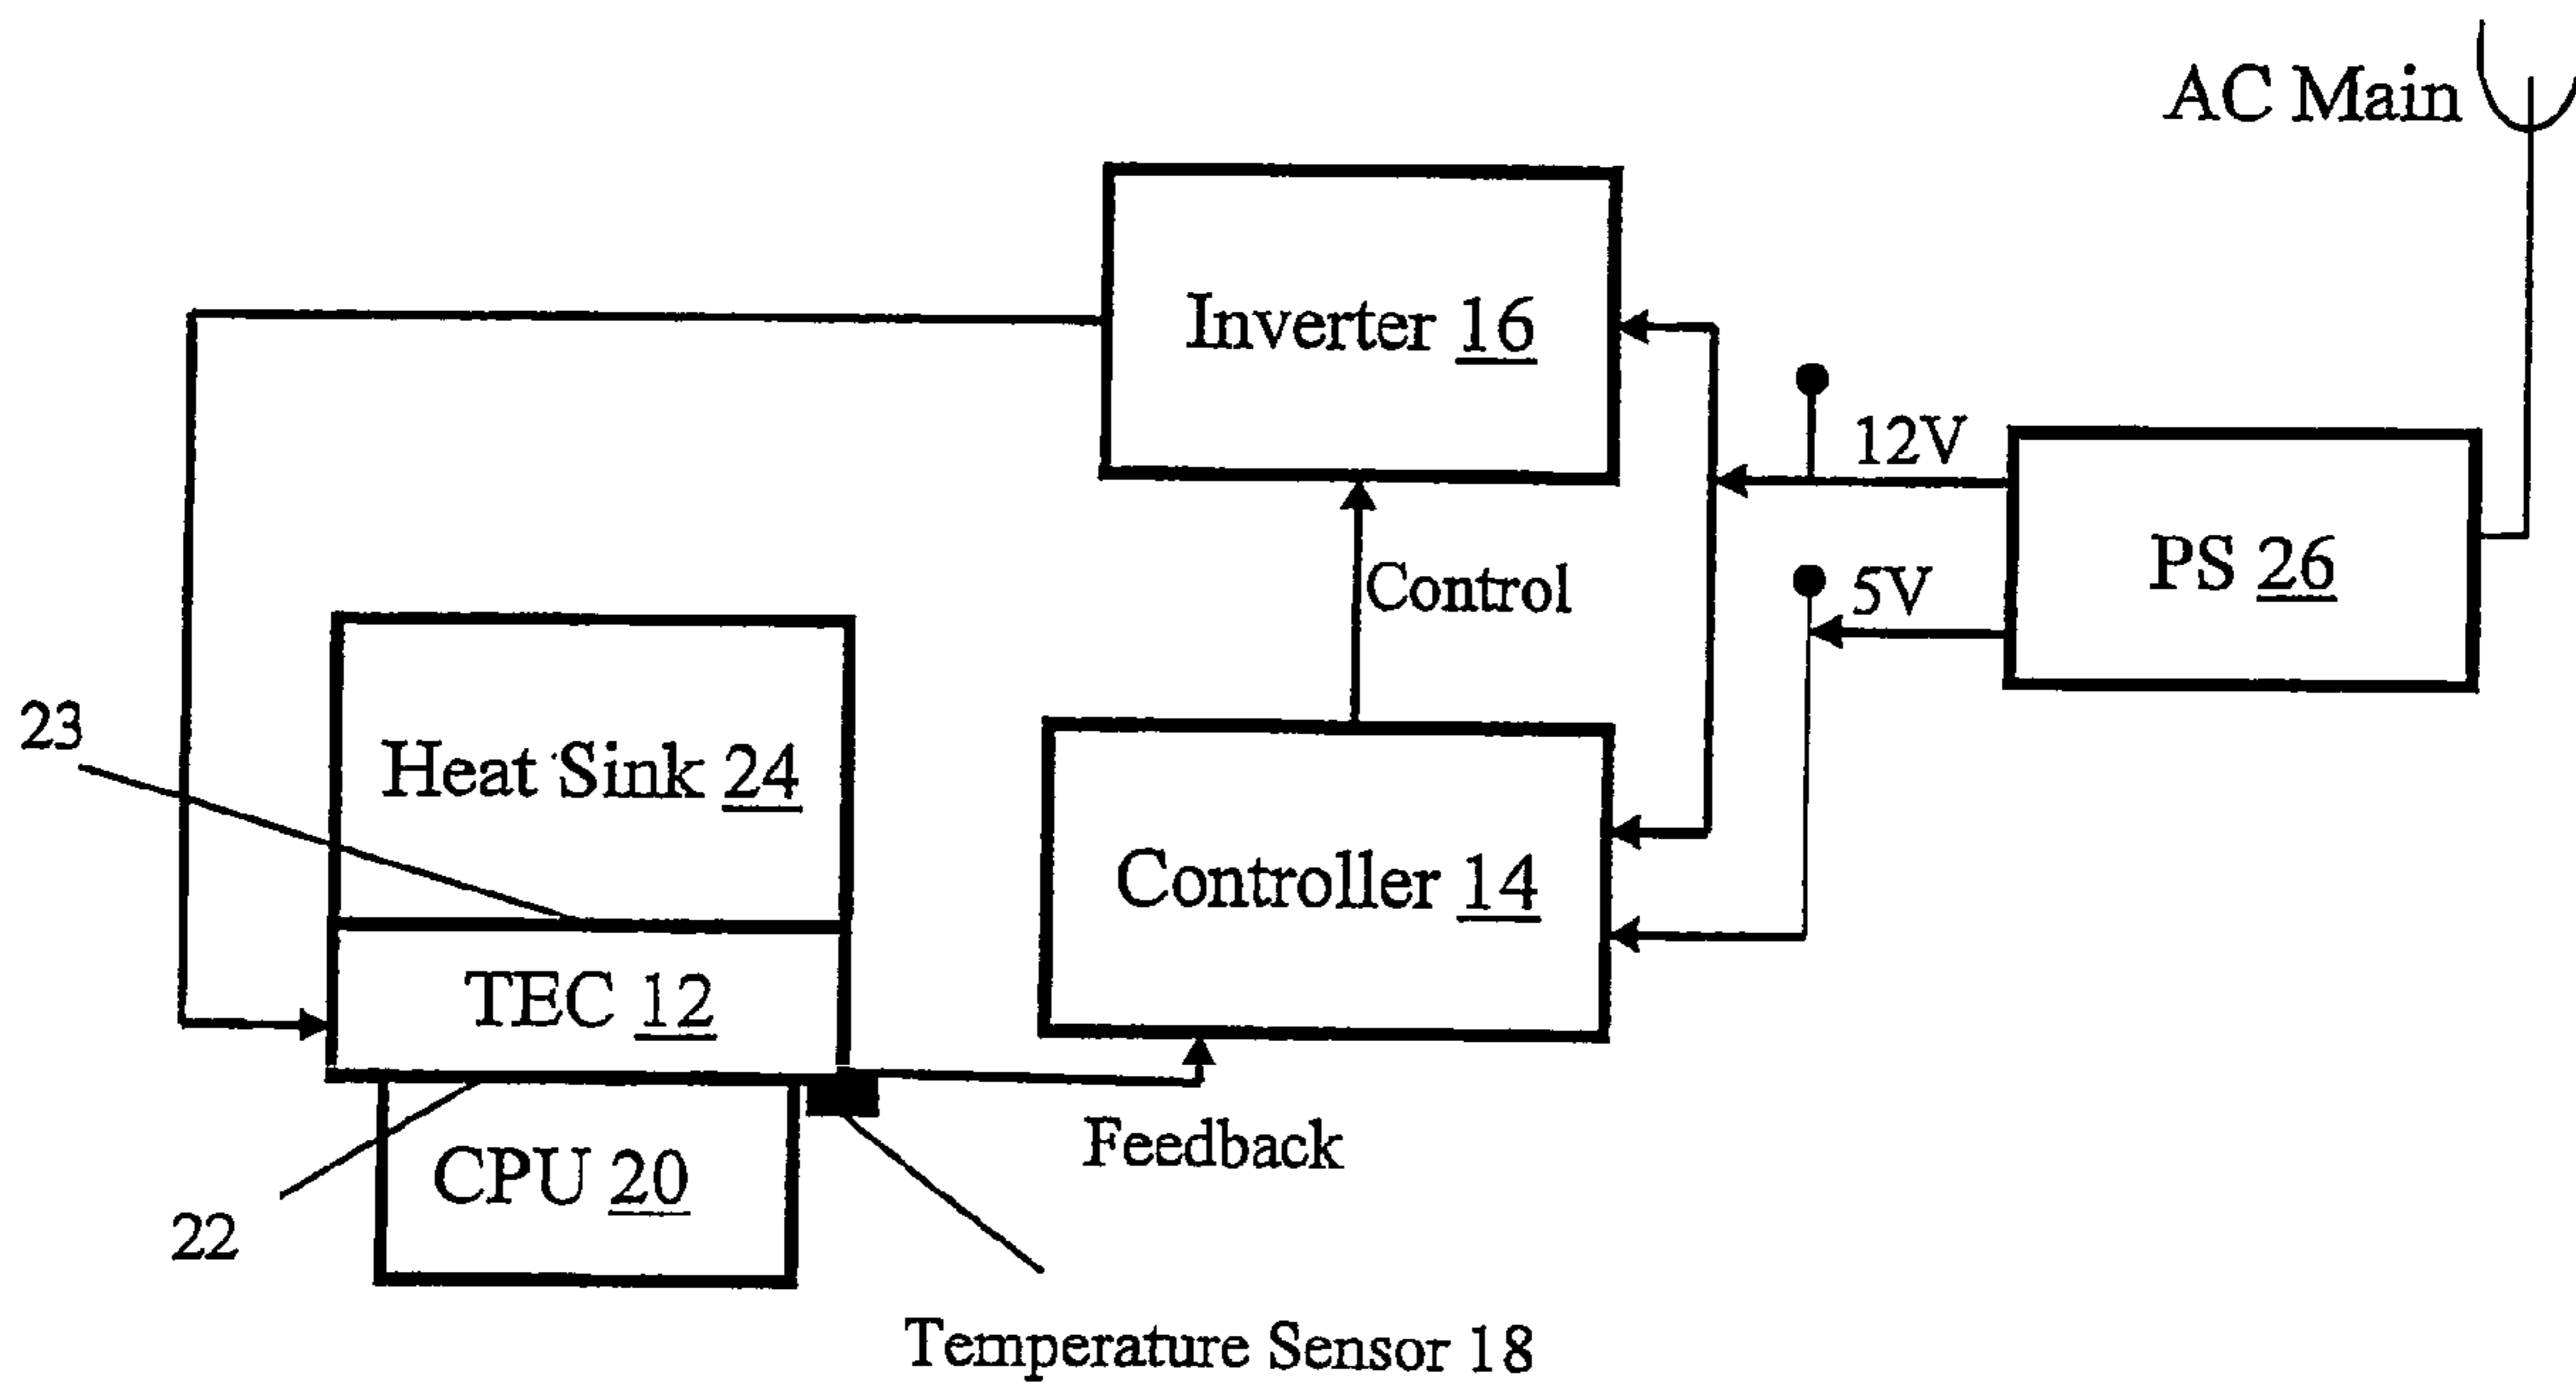 AC Main
Inverter 16
12V
PS 26
Control
5V
23
Heat Sink 24
Controller 14
TEC 12
Feedback
CPU 20
22
Temperature Sensor 18